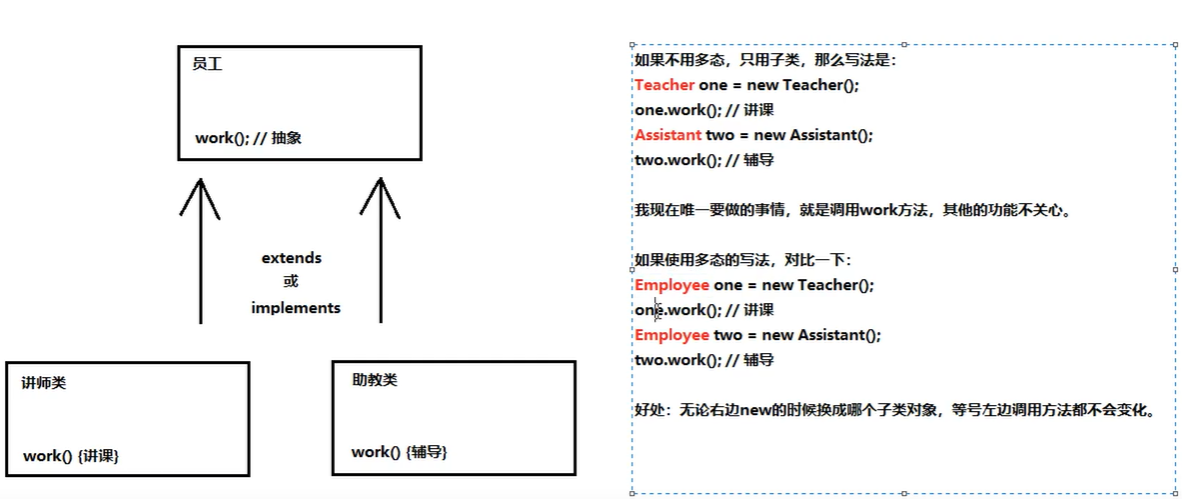 员工
work(); // 抽象
extends
或
implements
讲师类
work() {讲课}
助教类
work() {辅导}
如果不用多态，只用子类，那么写法是：
Teacher one = new Teacher();
one.work(); // 讲课
Assistant two = new Assistant();
two.work(); // 辅导
我现在唯一要做的事情，就是调用work方法，其他的功能不关心。
如果使用多态的写法，对比一下：
Employee one = new Teacher();
one.work(); // 讲课
Employee two = new Assistant();
two.work(); // 辅导
好处：无论右边new的时候换成哪个子类对象，等号左边调用方法都不会变化。